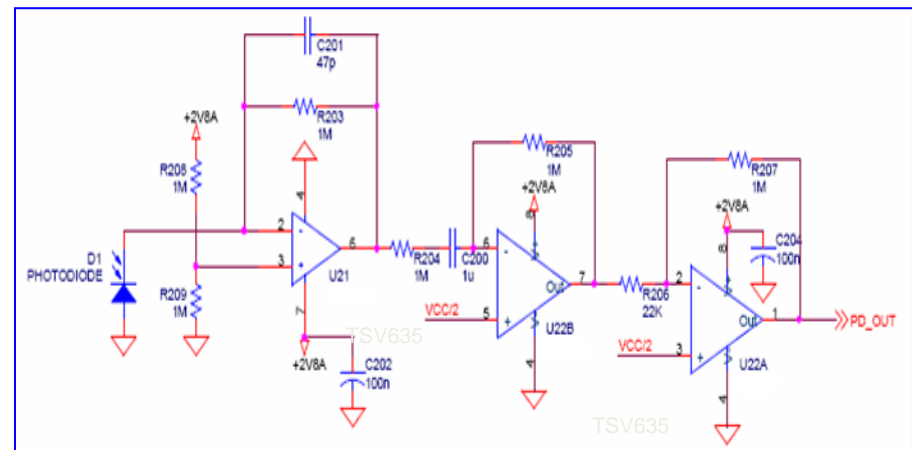 C201
47p
R203
1M
+2V8A
R208
1M
4
2
-
3
+
6
U21
7
D1
PHOTODIODE
R209
1M
+2V8A
C202
100n
TSV635
R204
1M
C200
1u
R205
1M
+2V8A
8
6
-
5
+
Out
7
VCC/2
U22B
4
R206
22K
R207
1M
+2V8A
8
C204
100n
2
-
3
+
Out
1
VCC/2
U22A
4
PD_OUT
TSV635